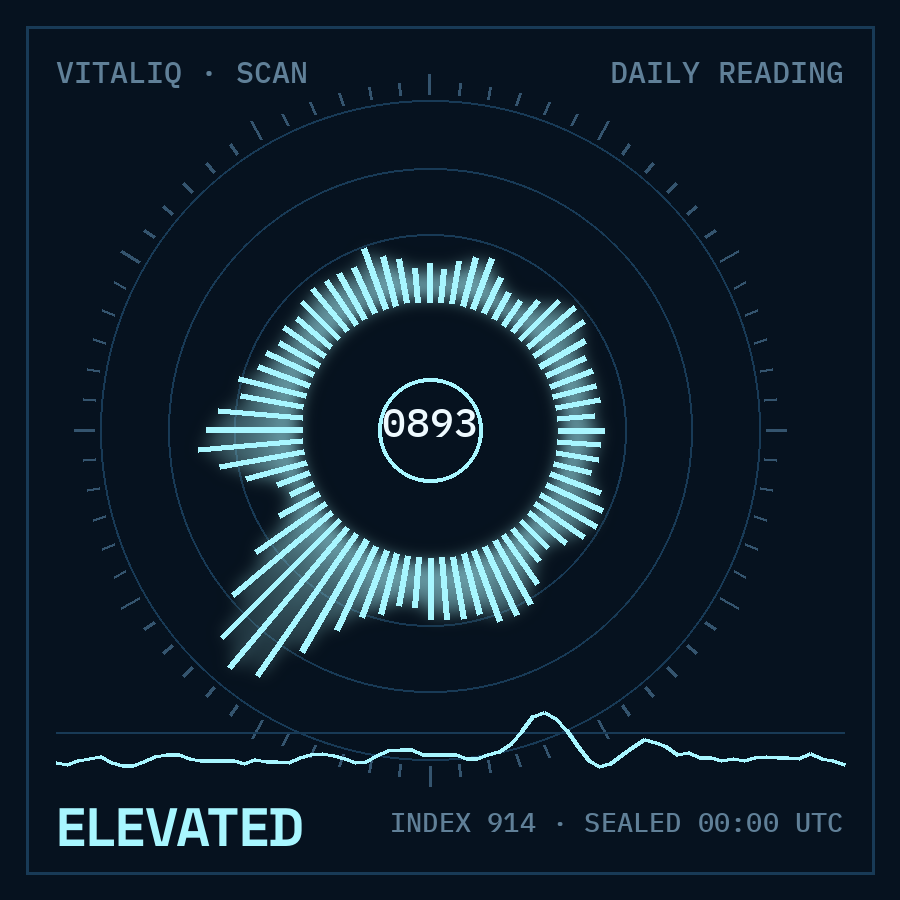 VITALIQ · SCAN
DAILY READING
0893
ELEVATED
INDEX 914 · SEALED 00:00 UTC